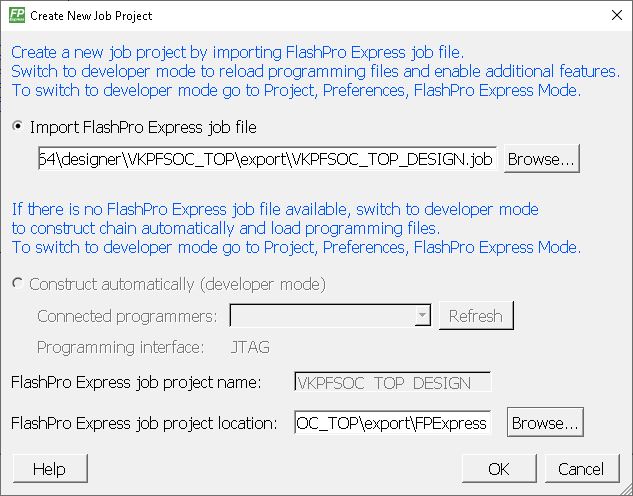 FP
Express
Create New Job Project
Create a new job project by importing FlashPro Express job file.
Switch to developer mode to reload programming files and enable additional features.
To switch to developer mode go to Project, Preferences, FlashPro Express Mode.
Import FlashPro Express job file
64\designer\VKPFSOC_TOP\export\VKPFSOC_TOP_DESIGN.job Browse...
If there is no FlashPro Express job file available, switch to developer mode
to construct chain automatically and load programming files.
To switch to developer mode go to Project, Preferences, FlashPro Express Mode.
Construct automatically (developer mode)
Connected programmers: Refresh
Programming interface: JTAG
FlashPro Express job project name: VKPFSOC_TOP_DESIGN
FlashPro Express job project location: OC_TOP\export\FPExpress Browse...
Help OK Cancel